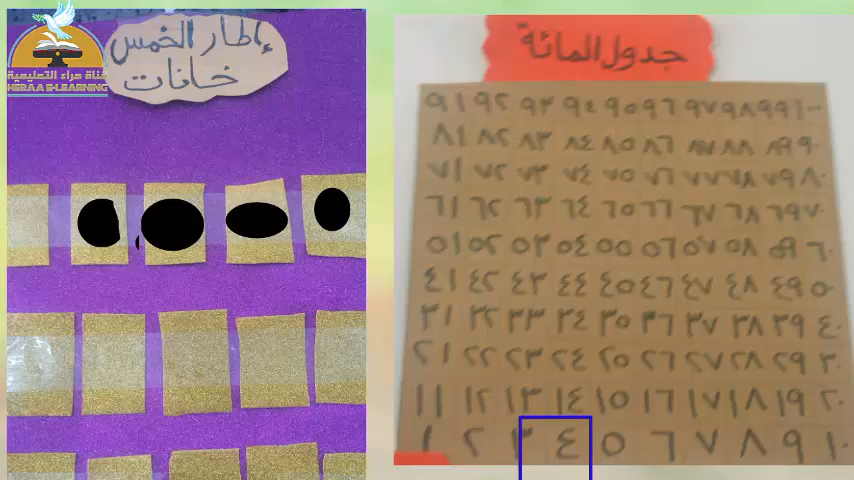 إطار الخمس
خانات
قناة حراء التعليمية
HERAA E-LEARNING
جدول المائة
٩١ ٩٢ ٩٣ ٩٤ ٩٥ ٩٦ ٩٧ ٩٨ ٩٩ ١٠٠
٨١ ٨٢ ٨٣ ٨٤ ٨٥ ٨٦ ٨٧ ٨٨ ٨٩ ٩٠
٧١ ٧٢ ٧٣ ٧٤ ٧٥ ٧٦ ٧٧ ٧٨ ٧٩ ٨٠
٦١ ٦٢ ٦٣ ٦٤ ٦٥ ٦٦ ٦٧ ٦٨ ٦٩ ٧٠
٥١ ٥٢ ٥٣ ٥٤ ٥٥ ٥٦ ٥٧ ٥٨ ٥٩ ٦٠
٤١ ٤٢ ٤٣ ٤٤ ٤٥ ٤٦ ٤٧ ٤٨ ٤٩ ٥٠
٣١ ٣٢ ٣٣ ٣٤ ٣٥ ٣٦ ٣٧ ٣٨ ٣٩ ٤٠
٢١ ٢٢ ٢٣ ٢٤ ٢٥ ٢٦ ٢٧ ٢٨ ٢٩ ٣٠
١١ ١٢ ١٣ ١٤ ١٥ ١٦ ١٧ ١٨ ١٩ ٢٠
١ ٢ ٣ ٤ ٥ ٦ ٧ ٨ ٩ ١٠